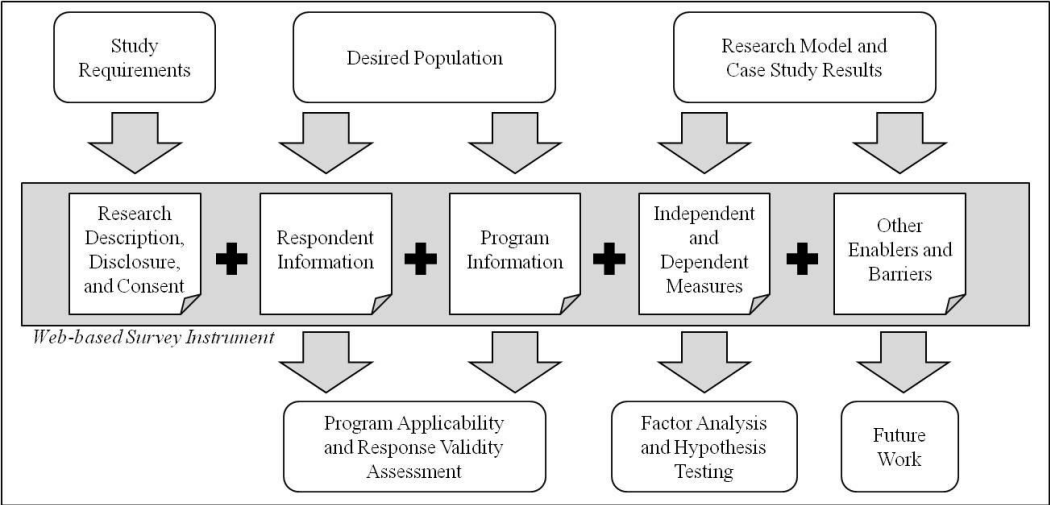 Study
Requirements
Desired Population
Research Model and
Case Study Results
Research
Description,
Disclosure,
and Consent
Respondent
Information
Program
Information
Independent
and
Dependent
Measures
Other
Enablers and
Barriers
Web-based Survey Instrument
Program Applicability
and Response Validity
Assessment
Factor Analysis
and Hypothesis
Testing
Future
Work